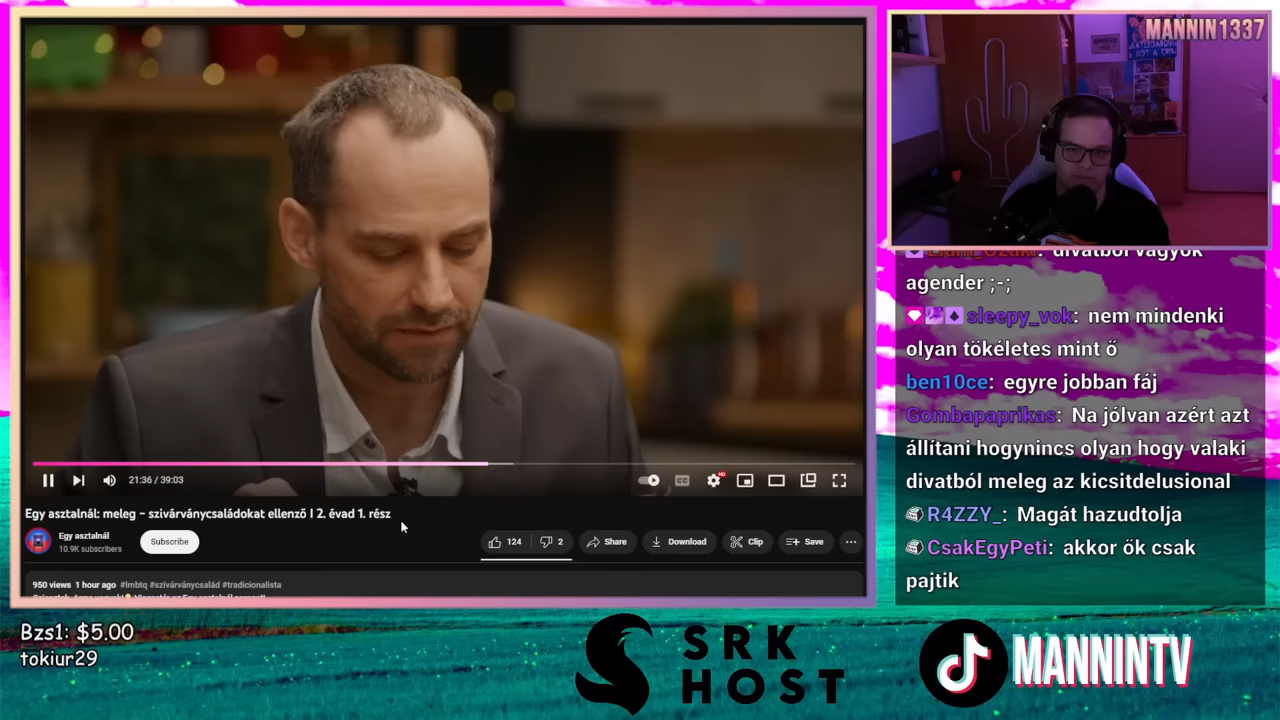 MANNIN1337
21:36 / 39:03
CC
HD
Egy asztalnál: meleg - szivárványcsaládokat ellenző I 2. évad 1. rész
Egy asztalnál
10.9K subscribers
Subscribe
124
2
Share
Download
Clip
Save
950 views 1 hour ago #lmbtq #szivárványcsalád #tradicionalista
divatból vagyok
agender ;-;
sleepy_vok: nem mindenki
olyan tökéletes mint ő
ben10ce: egyre jobban fáj
Gombapaprikas: Na jólvan azért azt
állítani hogynincs olyan hogy valaki
divatból meleg az kicsitdelusional
R4ZZY_: Magát hazudtolja
CsakEgyPeti: akkor ők csak
pajtik
Bzs1: $5.00
tokiur29
SRK
HOST
MANNINTV